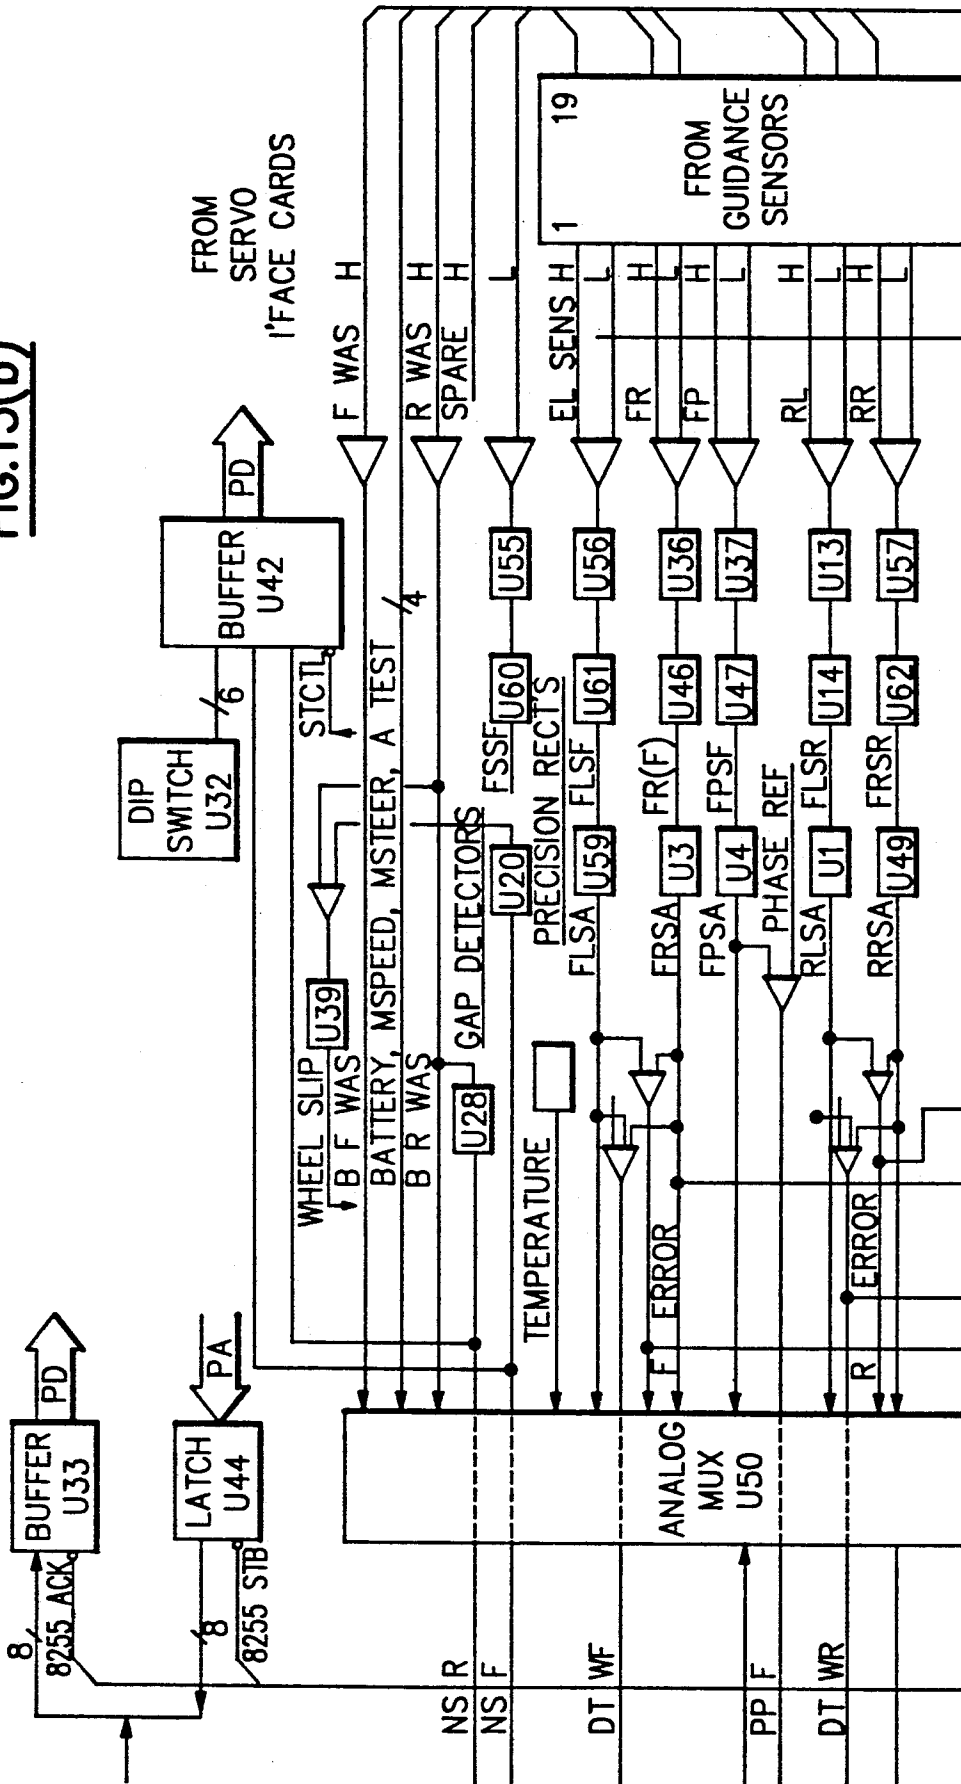 FIG.15(b)
FROM
SERVO
I'FACE CARDS
BUFFER
U42
PD
DIP
SWITCH
U32
6
STCTL
BUFFER
U33
PD
LATCH
U44
PA
8
8255 ACK
8
8255 STB
F WAS H
R WAS H
SPARE H
L
4
WHEEL SLIP
U39
B F WAS
BATTERY, MSPEED, MSTEER, A TEST
B R WAS
GAP DETECTORS
U28
U20
FSSF
U60
U55
PRECISION RECT'S
EL SENS H
L
FLSA
U59
FLSF
U61
U56
FR
H
L
FRSA
U3
FR(F)
U46
U36
FP
H
L
FPSA
U4
FPSF
U47
U37
PHASE REF
RL
H
L
RLSA
U1
FLSR
U14
U13
RR
H
L
RRSA
U49
FRSR
U62
U57
1
19
FROM
GUIDANCE
SENSORS
TEMPERATURE
F ERROR
R ERROR
ANALOG
MUX
U50
NS R
NS F
DT WF
PP F
DT WR